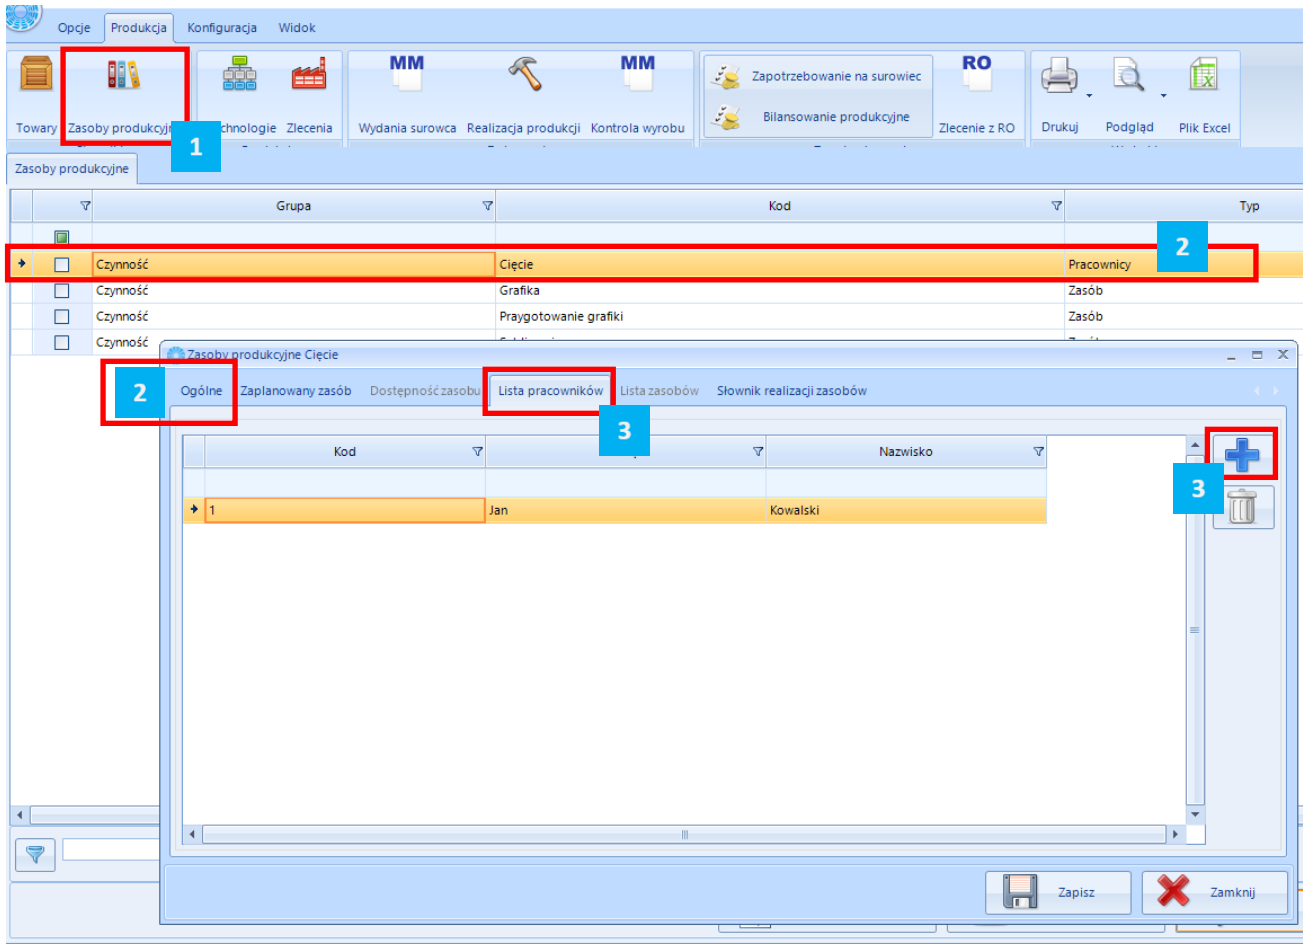 Opcje Produkcja Konfiguracja Widok
MM MM RO
Zapotrzebowanie na surowiec
Bilansowanie produkcyjne
Towary Zasoby Zlecenia Wydania surowca Realizacja produkcji Kontrola wyrobu Zlecenie z RO Drukuj Podgląd Plik Excel
1
Zasoby produkcyjne
Grupa Kod Typ
2
Czynność Cięcie Pracownicy
Czynność Grafika Zasób
Czynność Praygotowanie grafiki Zasób
Czynność
Zasoby produkcyjne Cięcie
2
Ogólne Zaplanowany zasób Dostępność zasobu Lista pracowników Lista zasobów Słownik realizacji zasobów
3
Kod Nazwisko
3
1 Jan Kowalski
Zapisz Zamknij